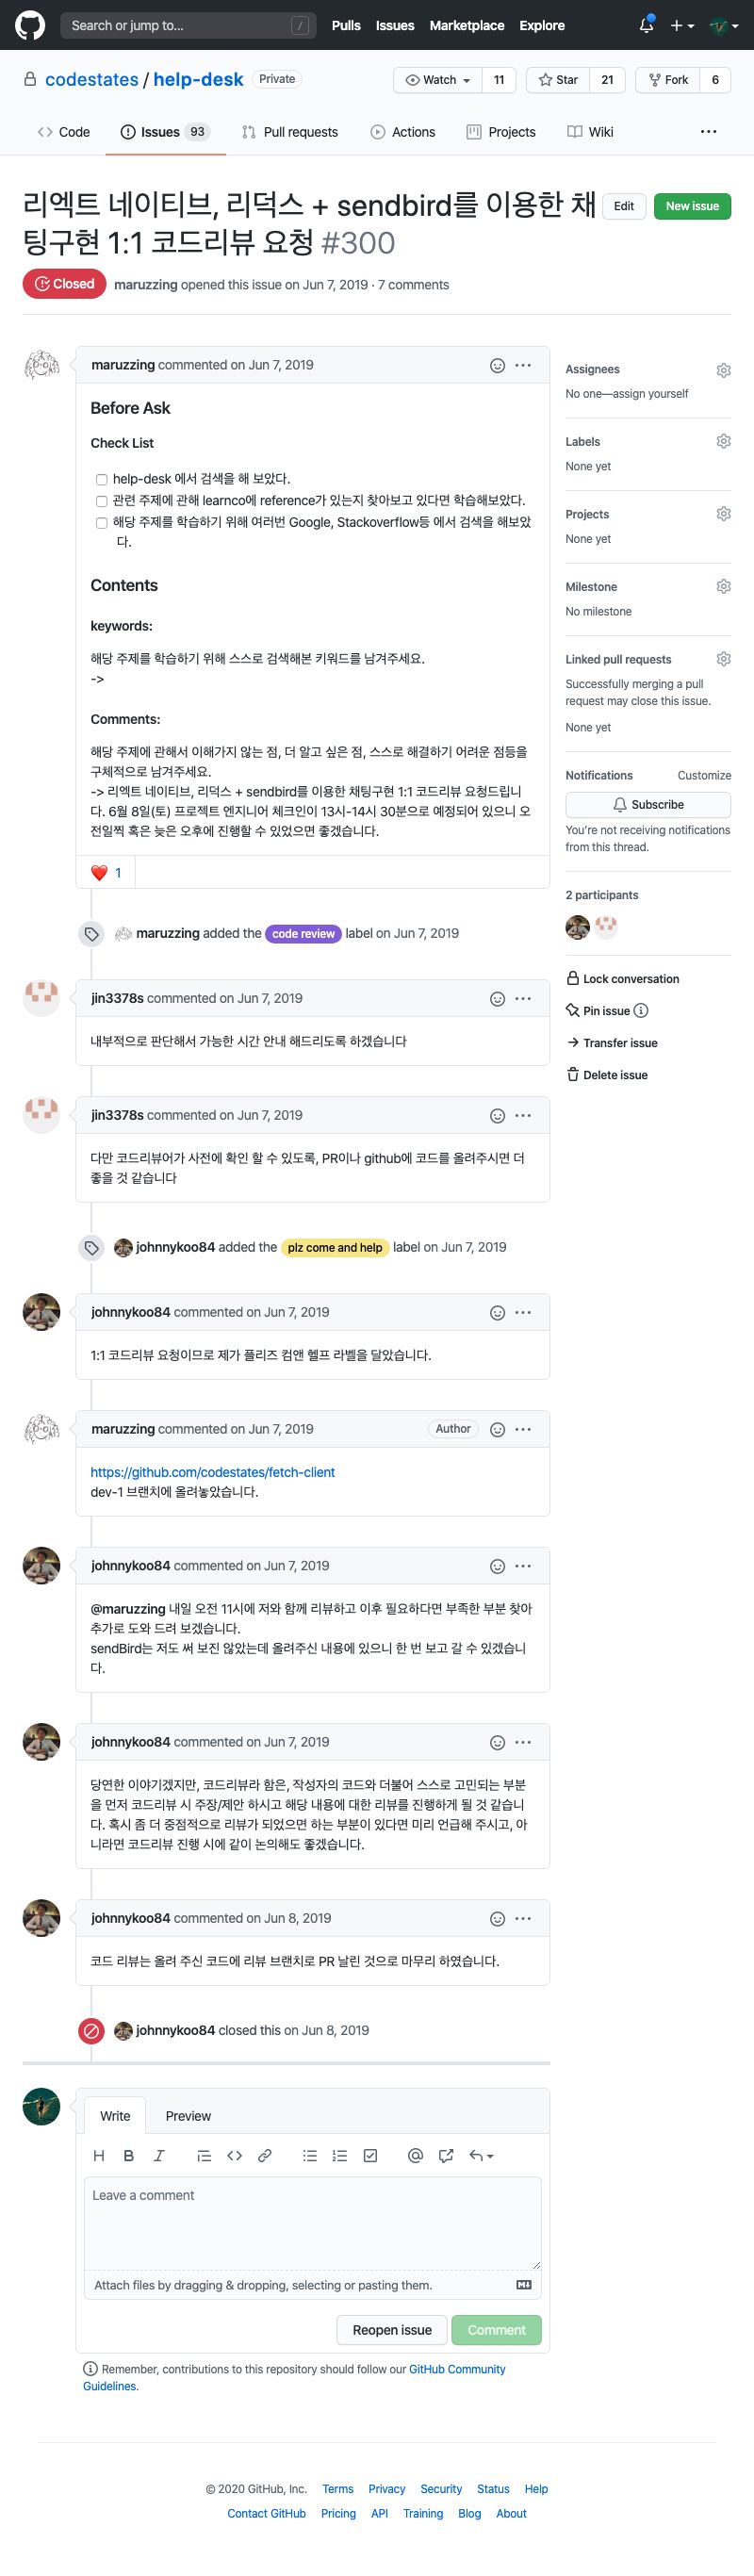 Search or jump to...
/
Pulls Issues Marketplace Explore
codestates / help-desk Private
Watch 11
Star 21
Fork 6
Code
Issues 93
Pull requests
Actions
Projects
Wiki
리엑트 네이티브, 리덕스 + sendbird를 이용한 채
팅구현 1:1 코드리뷰 요청 #300
Edit
New issue
Closed
maruzzing opened this issue on Jun 7, 2019 · 7 comments
maruzzing commented on Jun 7, 2019
Before Ask
Check List
help-desk 에서 검색을 해 보았다.
관련 주제에 관해 learnco에 reference가 있는지 찾아보고 있다면 학습해보았다.
해당 주제를 학습하기 위해 여러번 Google, Stackoverflow등 에서 검색을 해보았
다.
Contents
keywords:
해당 주제를 학습하기 위해 스스로 검색해본 키워드를 남겨주세요.
->
Comments:
해당 주제에 관해서 이해가지 않는 점, 더 알고 싶은 점, 스스로 해결하기 어려운 점등을
구체적으로 남겨주세요.
-> 리엑트 네이티브, 리덕스 + sendbird를 이용한 채팅구현 1:1 코드리뷰 요청드립니
다. 6월 8일(토) 프로젝트 엔지니어 체크인이 13시-14시 30분으로 예정되어 있으니 오
전일찍 혹은 늦은 오후에 진행할 수 있었으면 좋겠습니다.
❤️ 1
maruzzing added the code review label on Jun 7, 2019
jin3378s commented on Jun 7, 2019
내부적으로 판단해서 가능한 시간 안내 해드리도록 하겠습니다
jin3378s commented on Jun 7, 2019
다만 코드리뷰어가 사전에 확인 할 수 있도록, PR이나 github에 코드를 올려주시면 더
좋을 것 같습니다
johnnykoo84 added the plz come and help label on Jun 7, 2019
johnnykoo84 commented on Jun 7, 2019
1:1 코드리뷰 요청이므로 제가 플리즈 컴앤 헬프 라벨을 달았습니다.
maruzzing commented on Jun 7, 2019
Author
https://github.com/codestates/fetch-client
dev-1 브랜치에 올려놓았습니다.
johnnykoo84 commented on Jun 7, 2019
@maruzzing 내일 오전 11시에 저와 함께 리뷰하고 이후 필요하다면 부족한 부분 찾아
추가로 도와 드려 보겠습니다.
sendBird는 저도 써 보진 않았는데 올려주신 내용에 있으니 한 번 보고 갈 수 있겠습니
다.
johnnykoo84 commented on Jun 7, 2019
당연한 이야기겠지만, 코드리뷰라 함은, 작성자의 코드와 더불어 스스로 고민되는 부분
을 먼저 코드리뷰 시 주장/제안 하시고 해당 내용에 대한 리뷰를 진행하게 될 것 같습니
다. 혹시 좀 더 중점적으로 리뷰가 되었으면 하는 부분이 있다면 미리 언급해 주시고, 아
니라면 코드리뷰 진행 시에 같이 논의해도 좋겠습니다.
johnnykoo84 commented on Jun 8, 2019
코드 리뷰는 올려 주신 코드에 리뷰 브랜치로 PR 날린 것으로 마무리 하였습니다.
johnnykoo84 closed this on Jun 8, 2019
Write
Preview
Leave a comment
Attach files by dragging & dropping, selecting or pasting them.
Reopen issue
Comment
Remember, contributions to this repository should follow our GitHub Community
Guidelines.
Assignees
No one—assign yourself
Labels
None yet
Projects
None yet
Milestone
No milestone
Linked pull requests
Successfully merging a pull
request may close this issue.
None yet
Notifications
Customize
Subscribe
You're not receiving notifications
from this thread.
2 participants
Lock conversation
Pin issue
Transfer issue
Delete issue
© 2020 GitHub, Inc. Terms Privacy Security Status Help
Contact GitHub Pricing API Training Blog About